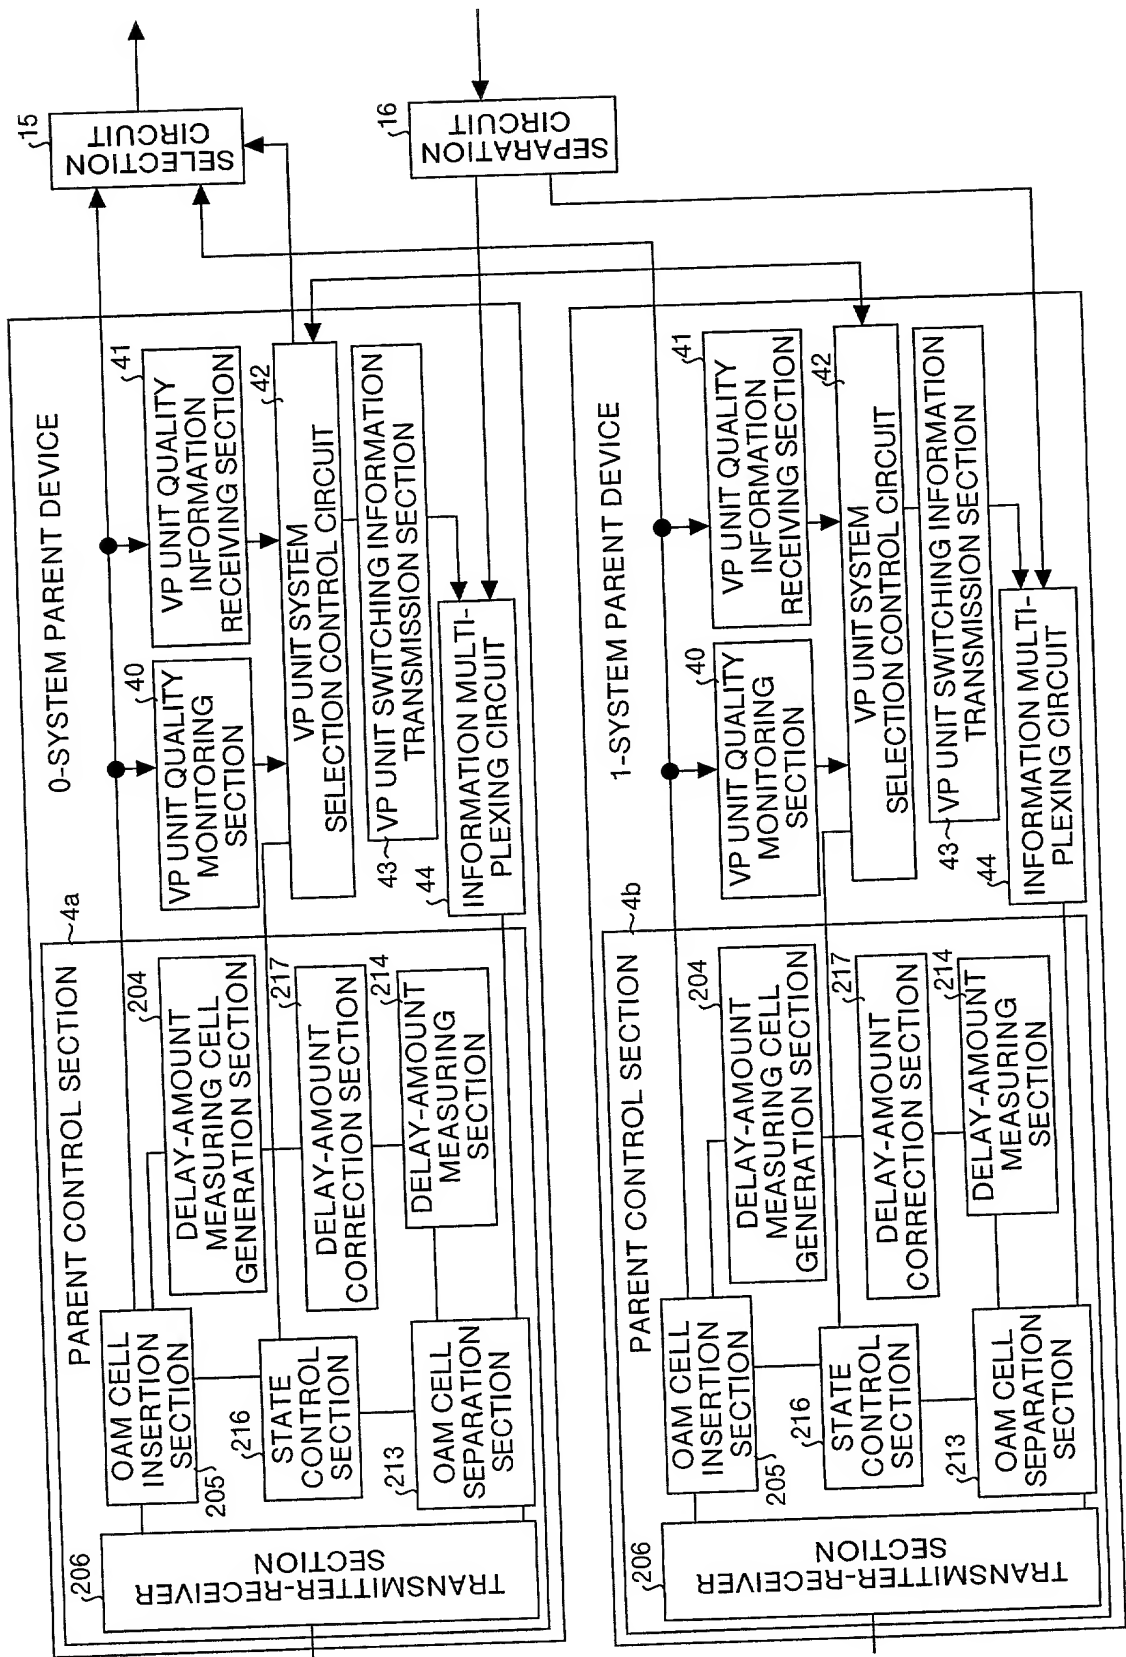 0-SYSTEM PARENT DEVICE
PARENT CONTROL SECTION
4a
206
TRANSMITTER-RECEIVER
SECTION
OAM CELL
INSERTION
SECTION
205
216
STATE
CONTROL
SECTION
213
OAM CELL
SEPARATION
SECTION
204
DELAY-AMOUNT
MEASURING CELL
GENERATION SECTION
217
DELAY-AMOUNT
CORRECTION SECTION
214
DELAY-AMOUNT
MEASURING
SECTION
40
VP UNIT QUALITY
MONITORING
SECTION
41
VP UNIT QUALITY
INFORMATION
RECEIVING SECTION
42
VP UNIT SYSTEM
SELECTION CONTROL CIRCUIT
43
VP UNIT SWITCHING INFORMATION
TRANSMISSION SECTION
44
INFORMATION MULTI-
PLEXING CIRCUIT
15
SELECTION
CIRCUIT
16
SEPARATION
CIRCUIT
1-SYSTEM PARENT DEVICE
PARENT CONTROL SECTION
4b
206
TRANSMITTER-RECEIVER
SECTION
OAM CELL
INSERTION
SECTION
205
216
STATE
CONTROL
SECTION
213
OAM CELL
SEPARATION
SECTION
204
DELAY-AMOUNT
MEASURING CELL
GENERATION SECTION
217
DELAY-AMOUNT
CORRECTION SECTION
214
DELAY-AMOUNT
MEASURING
SECTION
40
VP UNIT QUALITY
MONITORING
SECTION
41
VP UNIT QUALITY
INFORMATION
RECEIVING SECTION
42
VP UNIT SYSTEM
SELECTION CONTROL CIRCUIT
43
VP UNIT SWITCHING INFORMATION
TRANSMISSION SECTION
44
INFORMATION MULTI-
PLEXING CIRCUIT